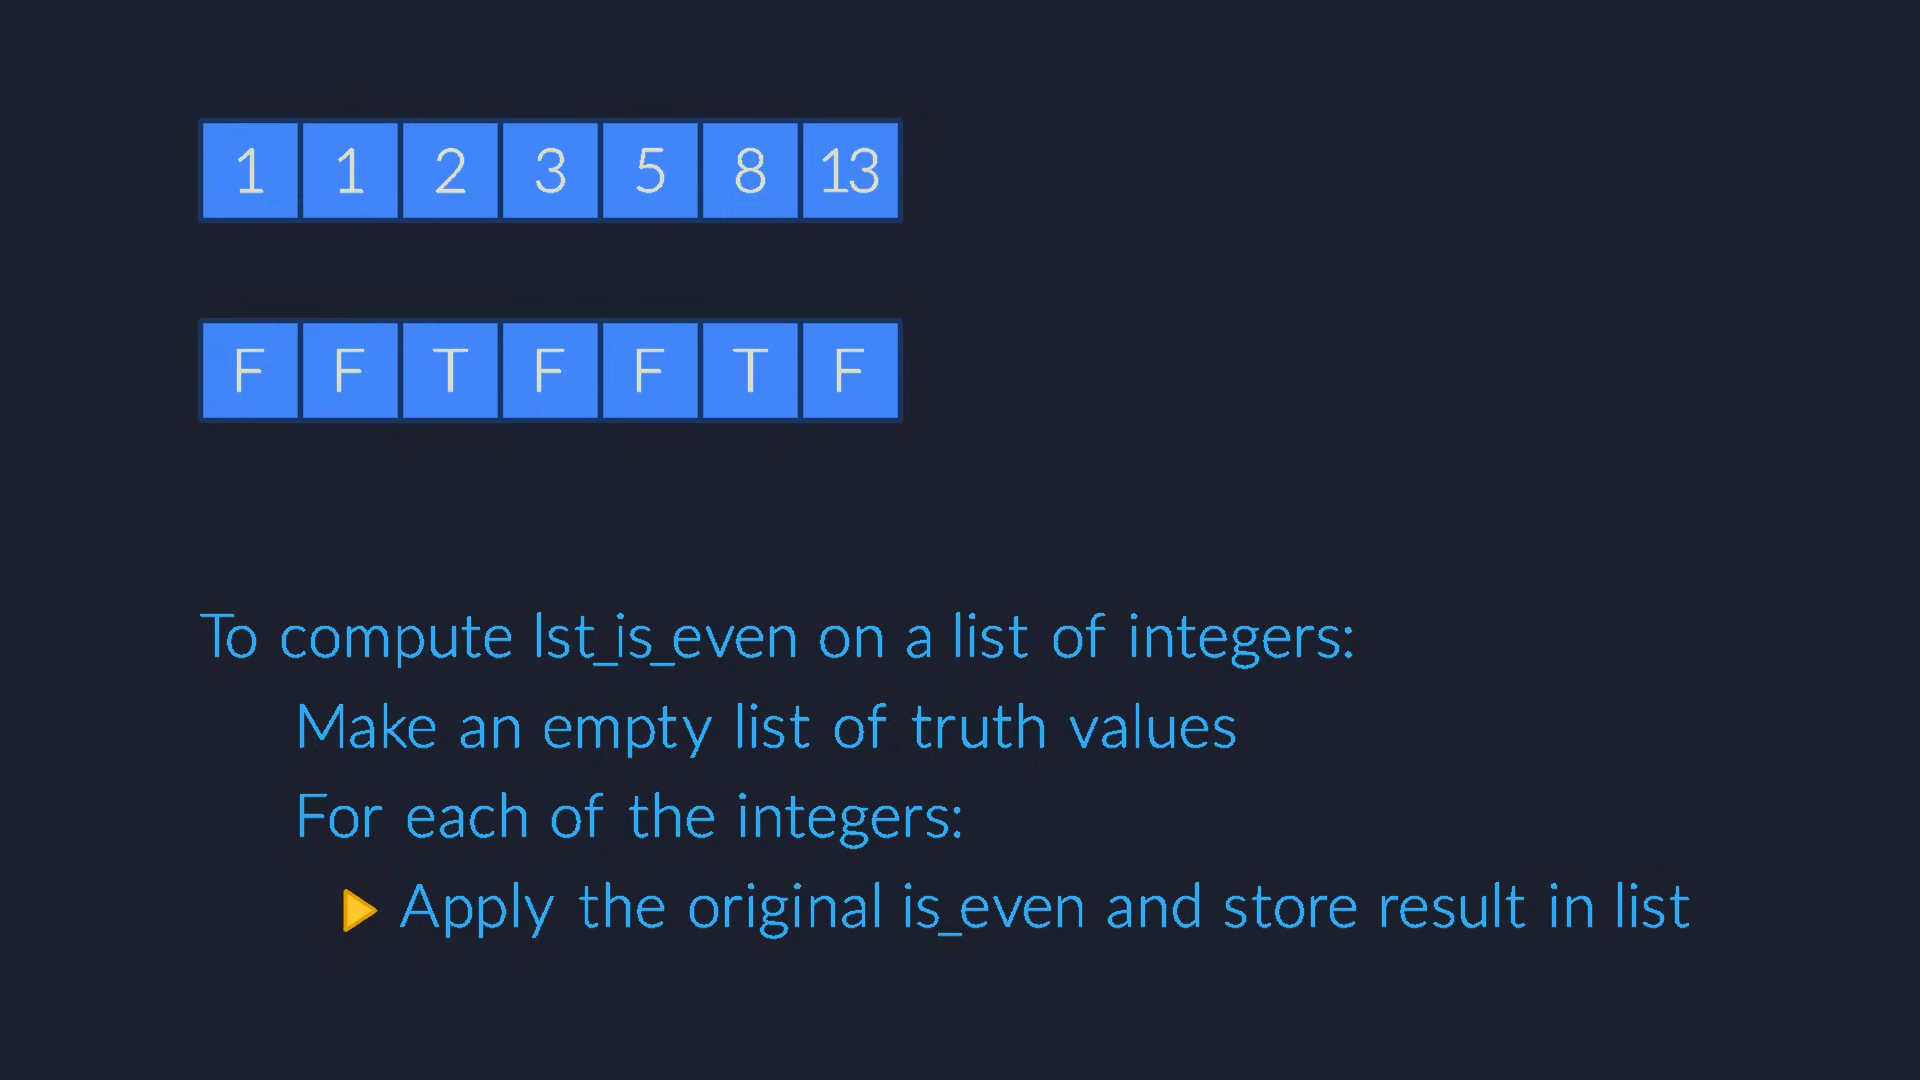 1 1 2 3 5 8 13
F F T F F T F
To compute lst_is_even on a list of integers:
Make an empty list of truth values
For each of the integers:
Apply the original is_even and store result in list